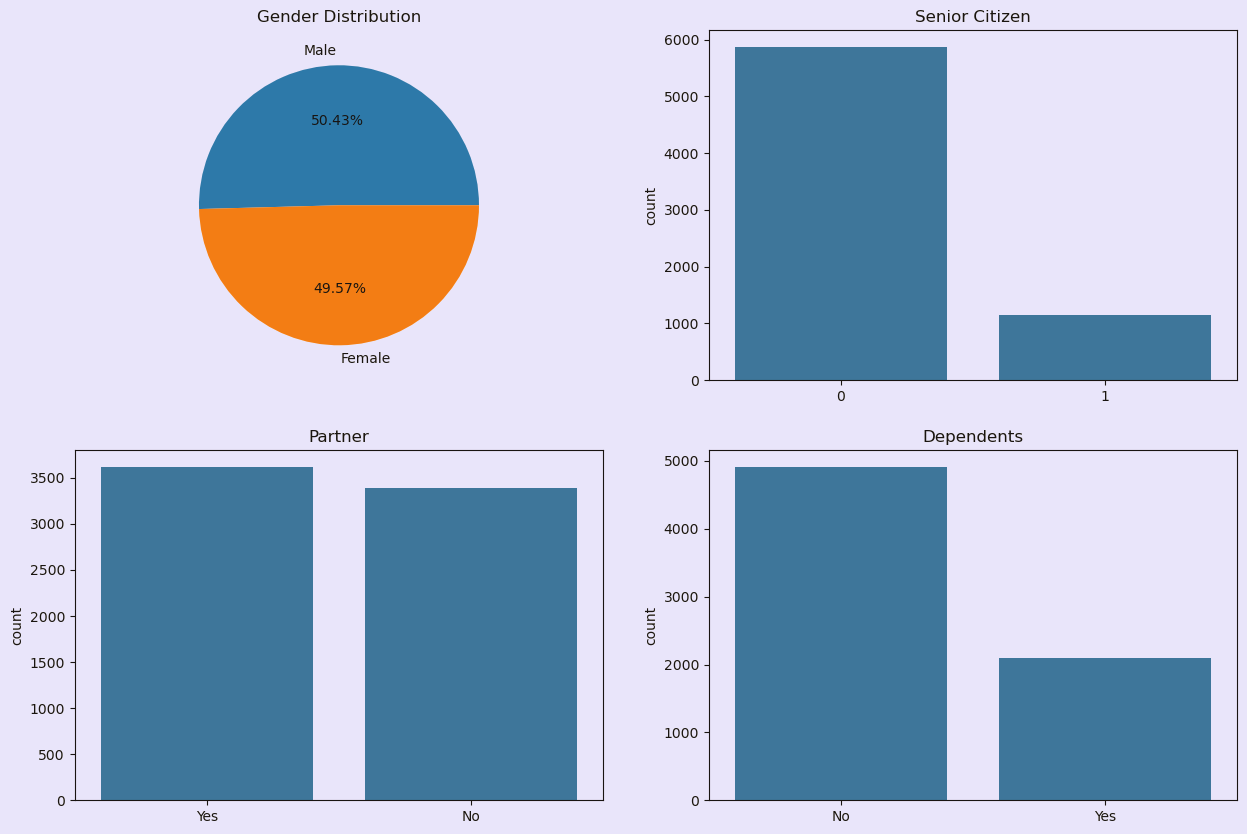 Gender Distribution
Male
50.43%
49.57%
Female
Senior Citizen
6000
5000
4000
3000
2000
1000
0
count
0 1
Partner
3500
3000
2500
2000
1500
1000
500
0
count
Yes No
Dependents
5000
4000
3000
2000
1000
0
count
No Yes